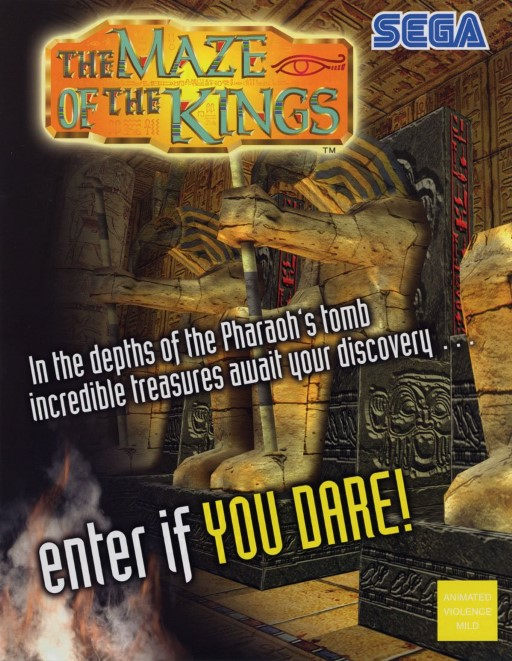 SEGA
THE MAZE
OF THE KINGS
TM
In the depths of the Pharaoh's tomb
incredible treasures await your discovery . . .
enter if YOU DARE!
ANIMATED
VIOLENCE
MILD